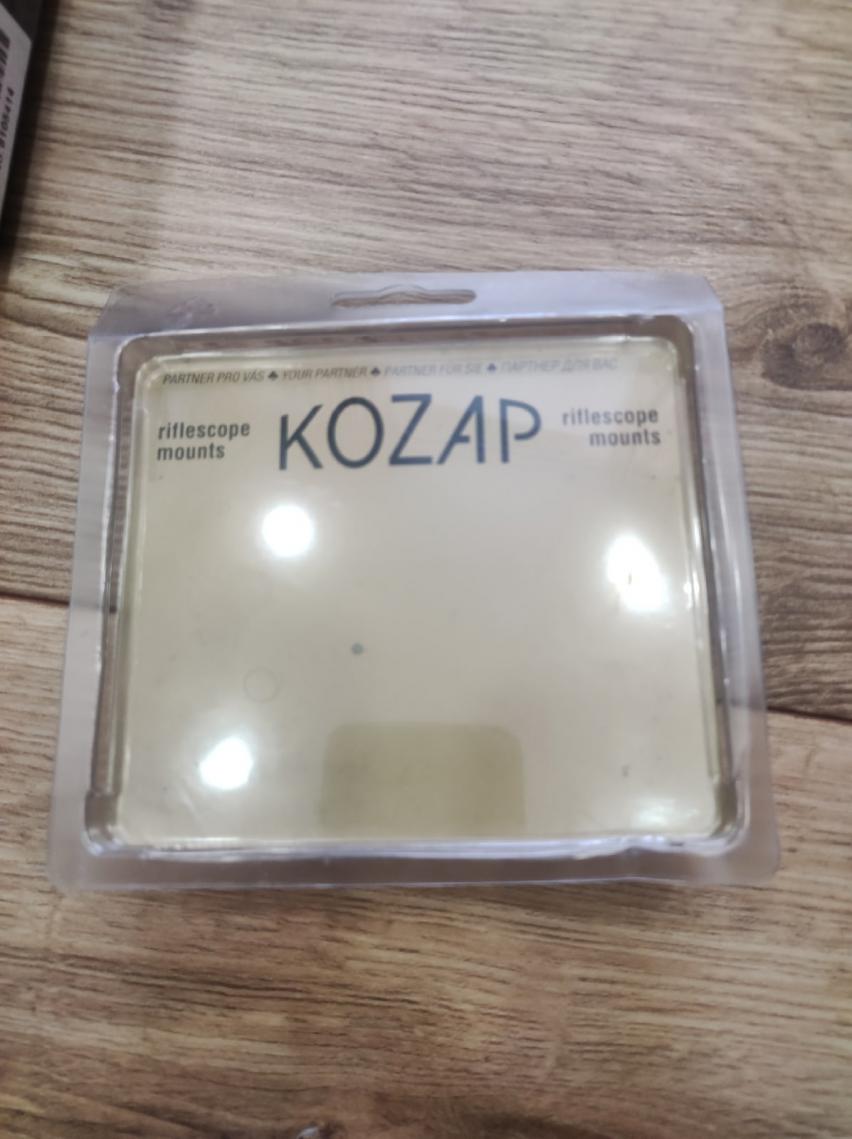 PARTNER PRO VÁS ♣ YOUR PARTNER ♣ PARTNER FÜR SIE ♣ ПАРТНЕР ДЛЯ ВАС
riflescope mounts
KOZAP
riflescope mounts